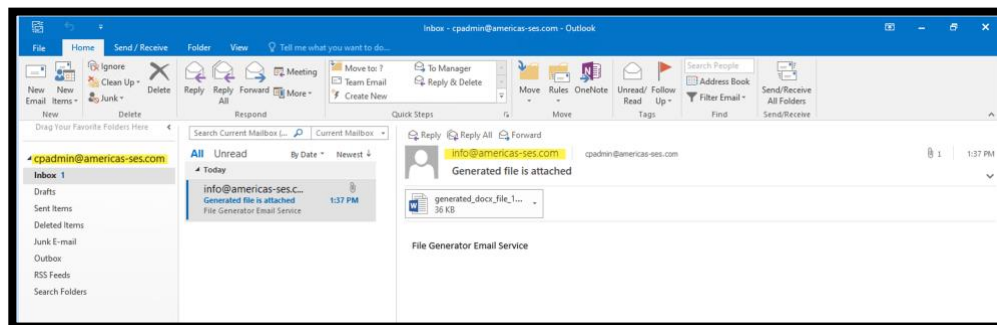 Inbox - cpadmin@americas-ses.com - Outlook
File Home Send / Receive Folder View Tell me what you want to do...
New Email
New Items
Ignore
Clean Up
Junk
Delete
Reply
Reply All
Forward
Meeting
More
Move to: ?
Team Email
Create New
To Manager
Reply & Delete
Move
Rules
OneNote
Unread/ Read
Follow Up
Search People
Address Book
Filter Email
Send/Receive All Folders
New Delete Respond Quick Steps Move Tags Find Send/Receive
Drag Your Favorite Folders Here
cpadmin@americas-ses.com
Inbox 1
Drafts
Sent Items
Deleted Items
Junk E-mail
Outbox
RSS Feeds
Search Folders
Search Current Mailbox (... Current Mailbox
All Unread By Date Newest
Today
info@americas-ses.c...
Generated file is attached 1:37 PM
File Generator Email Service
Reply Reply All Forward
info@americas-ses.com cpadmin@americas-ses.com 1 1:37 PM
Generated file is attached
generated_docx_file_1...
36 KB
File Generator Email Service